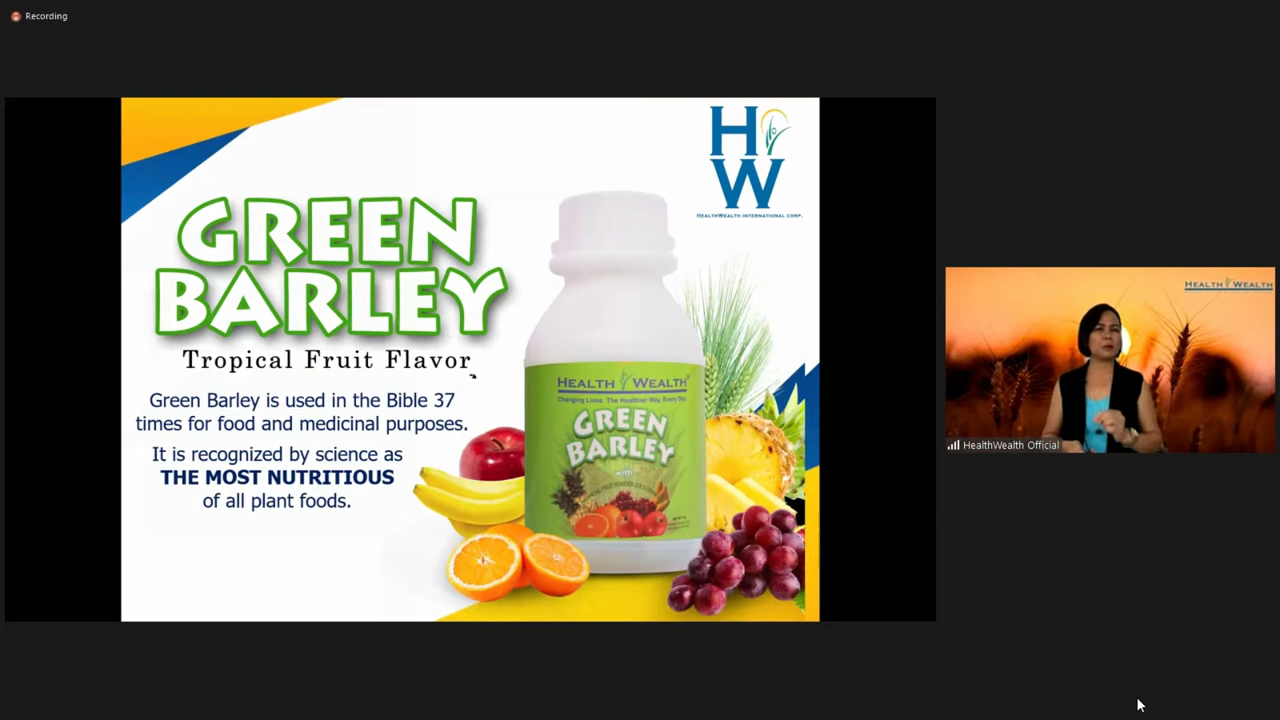 Recording
H
W
HEALTHWEALTH INTERNATIONAL CORP.
GREEN
BARLEY
Tropical Fruit Flavor
Green Barley is used in the Bible 37
times for food and medicinal purposes.
It is recognized by science as
THE MOST NUTRITIOUS
of all plant foods.
HEALTH WEALTH®
Changing Lives. The Healthier Way. Every Day.
GREEN
BARLEY
with
HEALTH WEALTH
HealthWealth Official